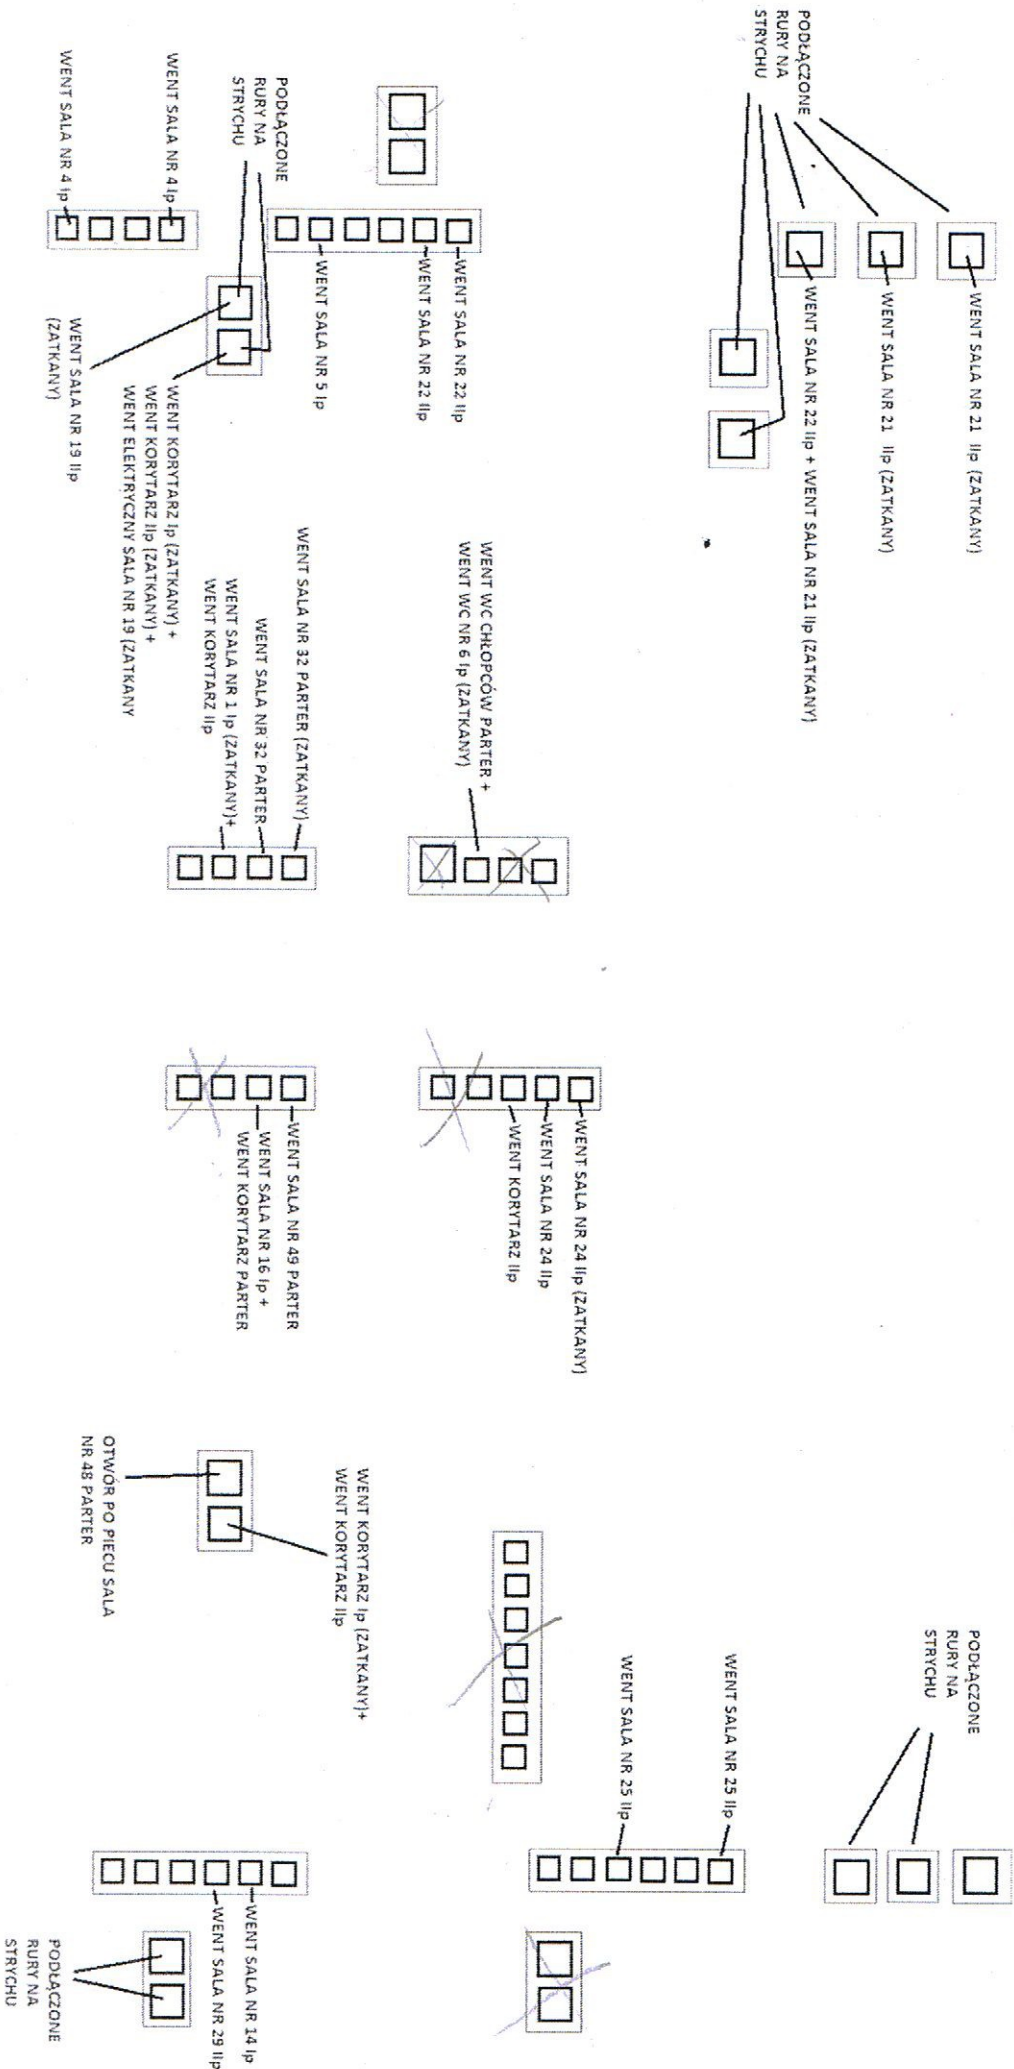 PODŁĄCZONE
RURY NA
STRYCHU
WENT SALA NR 21 IIp (ZATKANY)
WENT SALA NR 21 IIp (ZATKANY)
WENT SALA NR 22 IIp + WENT SALA NR 21 IIp (ZATKANY)
PODŁĄCZONE
RURY NA
STRYCHU
WENT SALA NR 22 IIp
WENT SALA NR 22 IIp
WENT SALA NR 5 Ip
WENT SALA NR 4 Ip
WENT SALA NR 4 Ip
WENT SALA NR 19 IIp
(ZATKANY)
WENT KORYTARZ Ip (ZATKANY) +
WENT KORYTARZ IIp (ZATKANY) +
WENT ELEKTRYCZNY SALA NR 19 (ZATKANY
WENT WC CHŁOPCÓW PARTER +
WENT WC NR 6 Ip (ZATKANY)
WENT SALA NR 32 PARTER (ZATKANY)
WENT SALA NR 32 PARTER
WENT SALA NR 1 Ip (ZATKANY)+
WENT KORYTARZ IIp
WENT SALA NR 24 IIp (ZATKANY)
WENT SALA NR 24 IIp
WENT KORYTARZ IIp
WENT SALA NR 49 PARTER
WENT SALA NR 16 Ip +
WENT KORYTARZ PARTER
WENT KORYTARZ Ip (ZATKANY)+
WENT KORYTARZ IIp
OTWÓR PO PIECU SALA
NR 48 PARTER
PODŁĄCZONE
RURY NA
STRYCHU
WENT SALA NR 25 IIp
WENT SALA NR 25 IIp
WENT SALA NR 14 Ip
WENT SALA NR 29 IIp
PODŁĄCZONE
RURY NA
STRYCHU